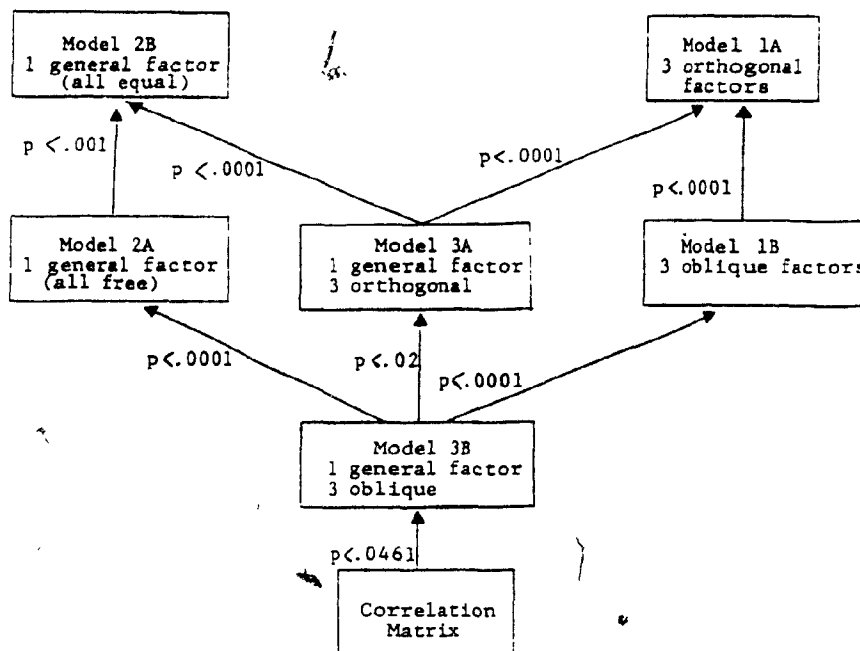 Model 2B
1 general factor
(all equal)
Model 1A
3 orthogonal
factors
p <.001
p <.0001
p<.0001
p<.0001
Model 2A
1 general factor
(all free)
Model 3A
1 general factor
3 orthogonal
Model 1B
3 oblique factors
p<.0001
p<.02
p<.0001
Model 3B
1 general factor
3 oblique
p<.0461
Correlation
Matrix